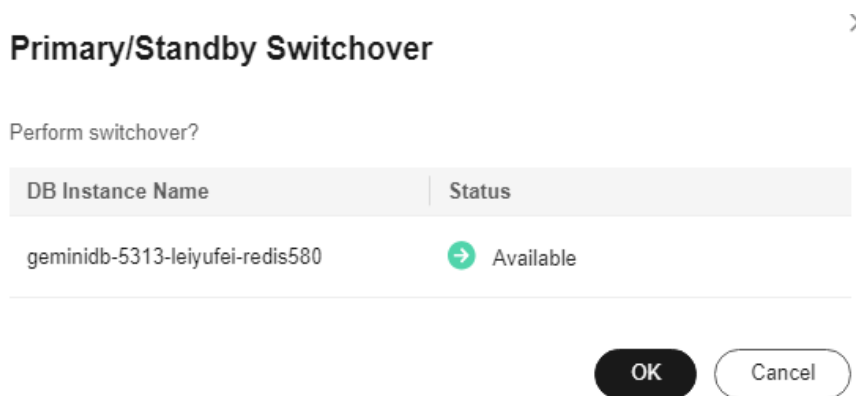 Primary/Standby Switchover
Perform switchover?
DB Instance Name Status
geminidb-5313-leiyufei-redis580 Available
OK Cancel